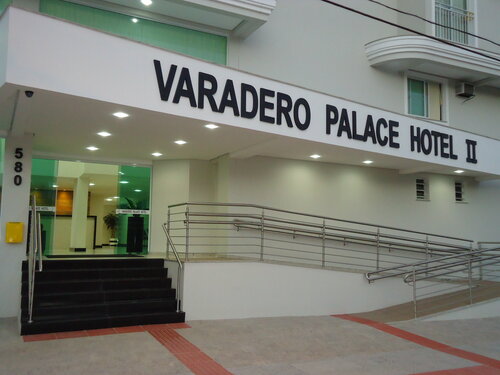 VARADERO PALACE HOTEL II
580